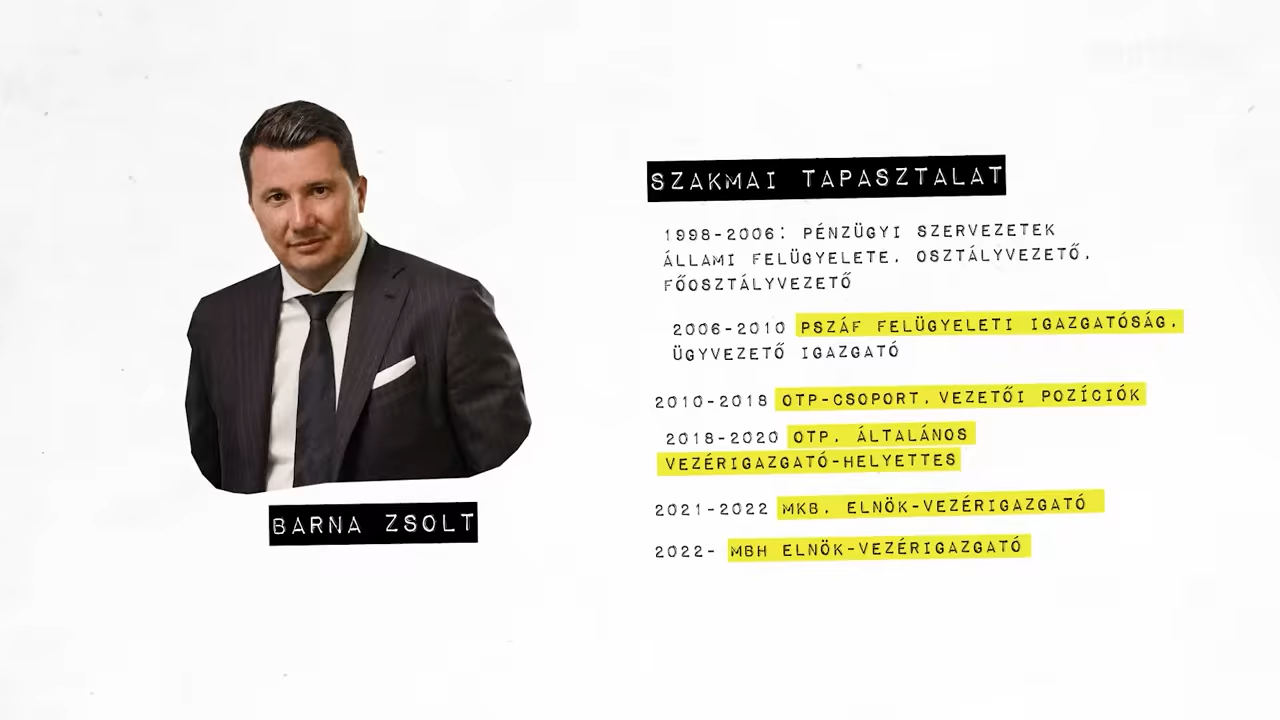 SZAKMAI TAPASZTALAT
1998-2006: PÉNZÜGYI SZERVEZETEK
ÁLLAMI FELÜGYELETE, OSZTÁLYVEZETŐ,
FŐOSZTÁLYVEZETŐ
2006-2010 PSZÁF FELÜGYELETI IGAZGATÓSÁG,
ÜGYVEZETŐ IGAZGATÓ
2010-2018 OTP-CSOPORT, VEZETŐI POZÍCIÓK
2018-2020 OTP, ÁLTALÁNOS
VEZÉRIGAZGATÓ-HELYETTES
2021-2022 MKB, ELNÖK-VEZÉRIGAZGATÓ
2022- MBH ELNÖK-VEZÉRIGAZGATÓ
BARNA ZSOLT